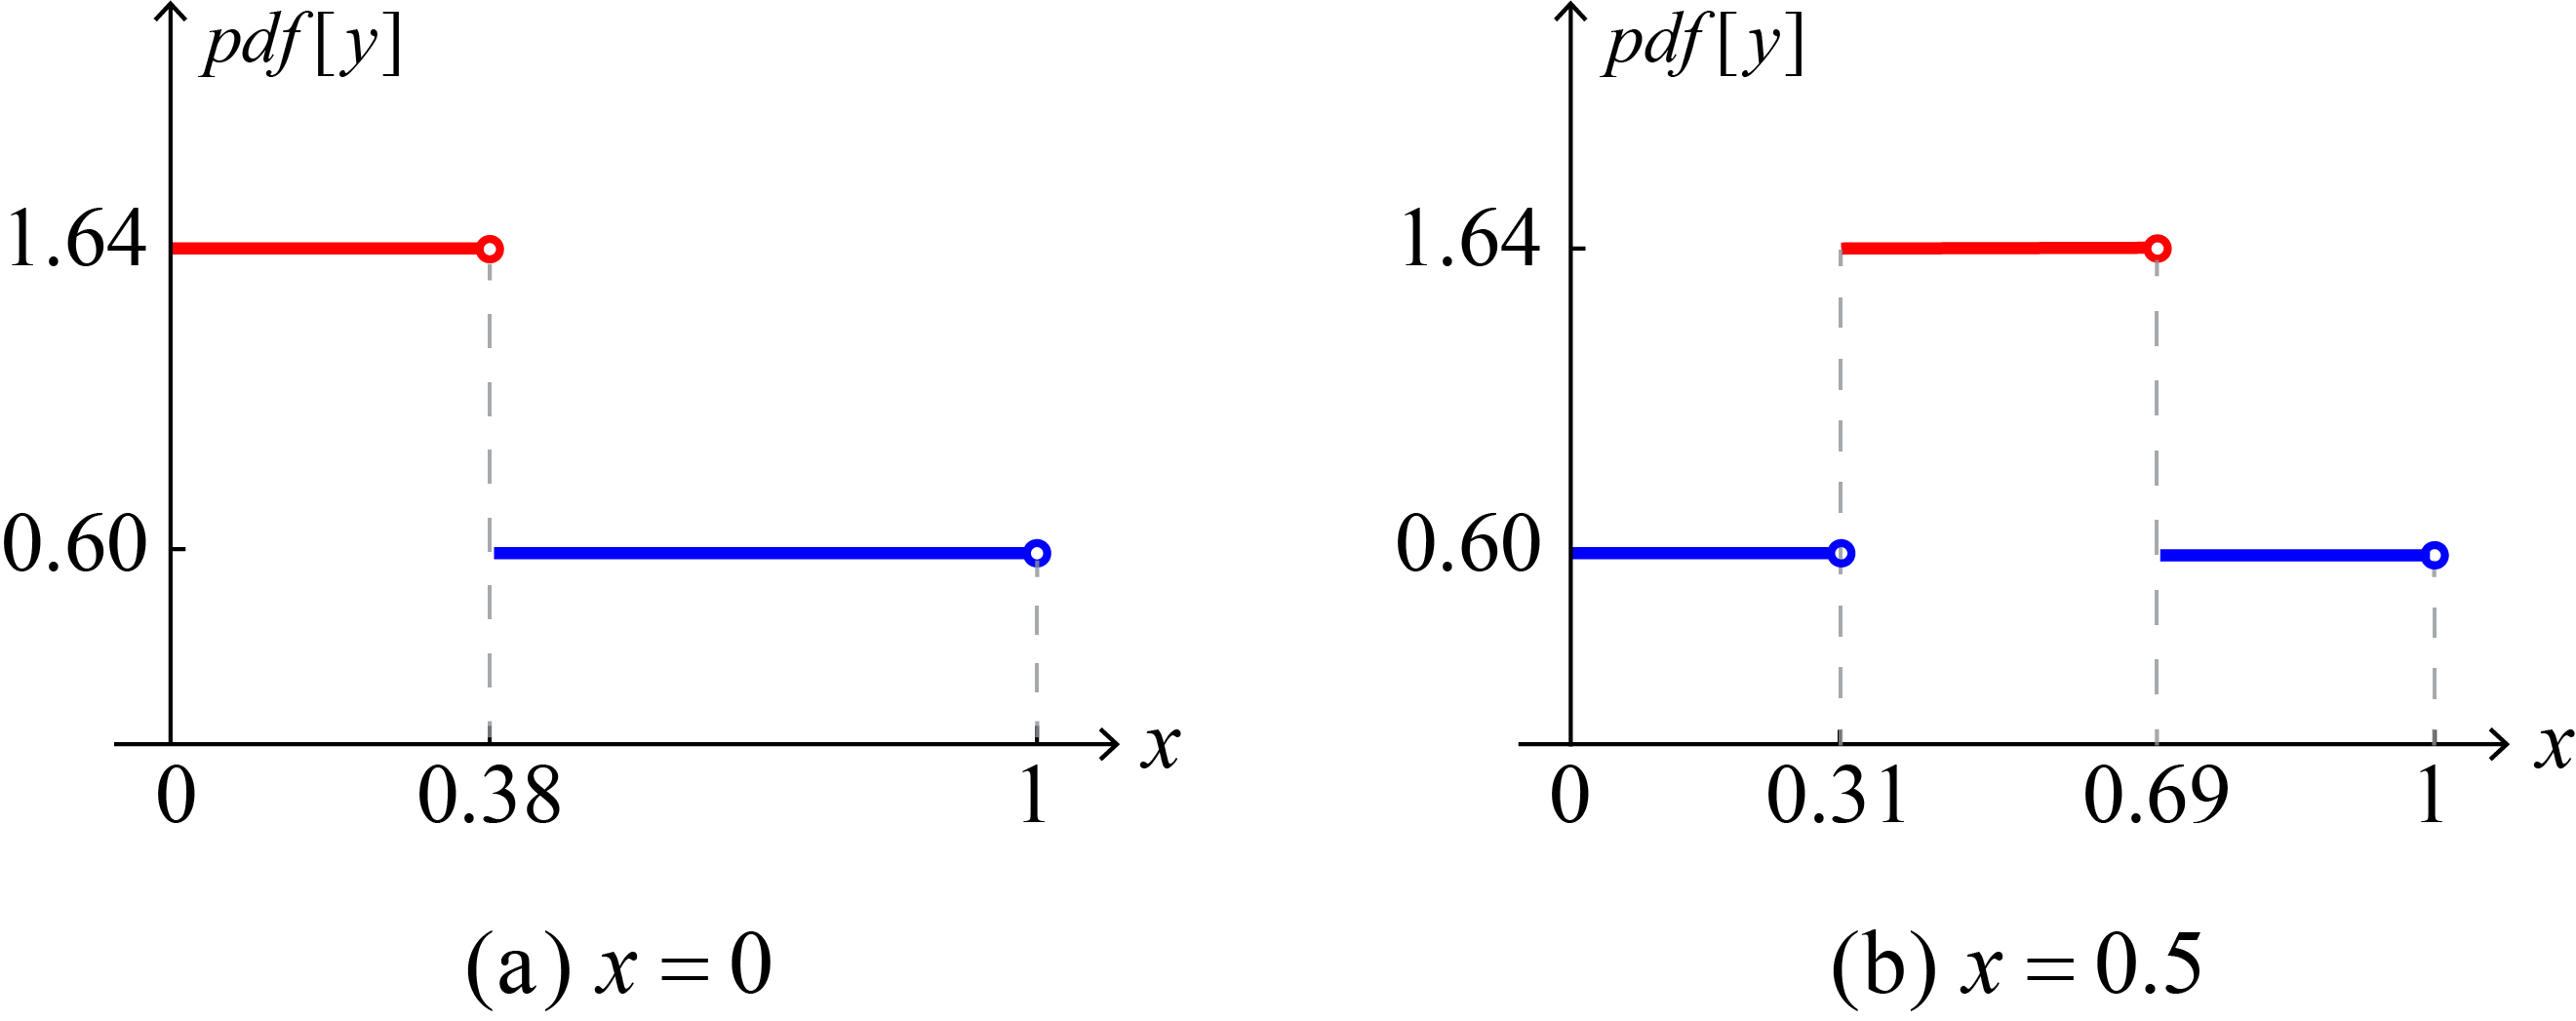 pdf[y]
1.64
0.60
0 0.38 1 x
(a) x = 0
pdf[y]
1.64
0.60
0 0.31 0.69 1 x
(b) x = 0.5